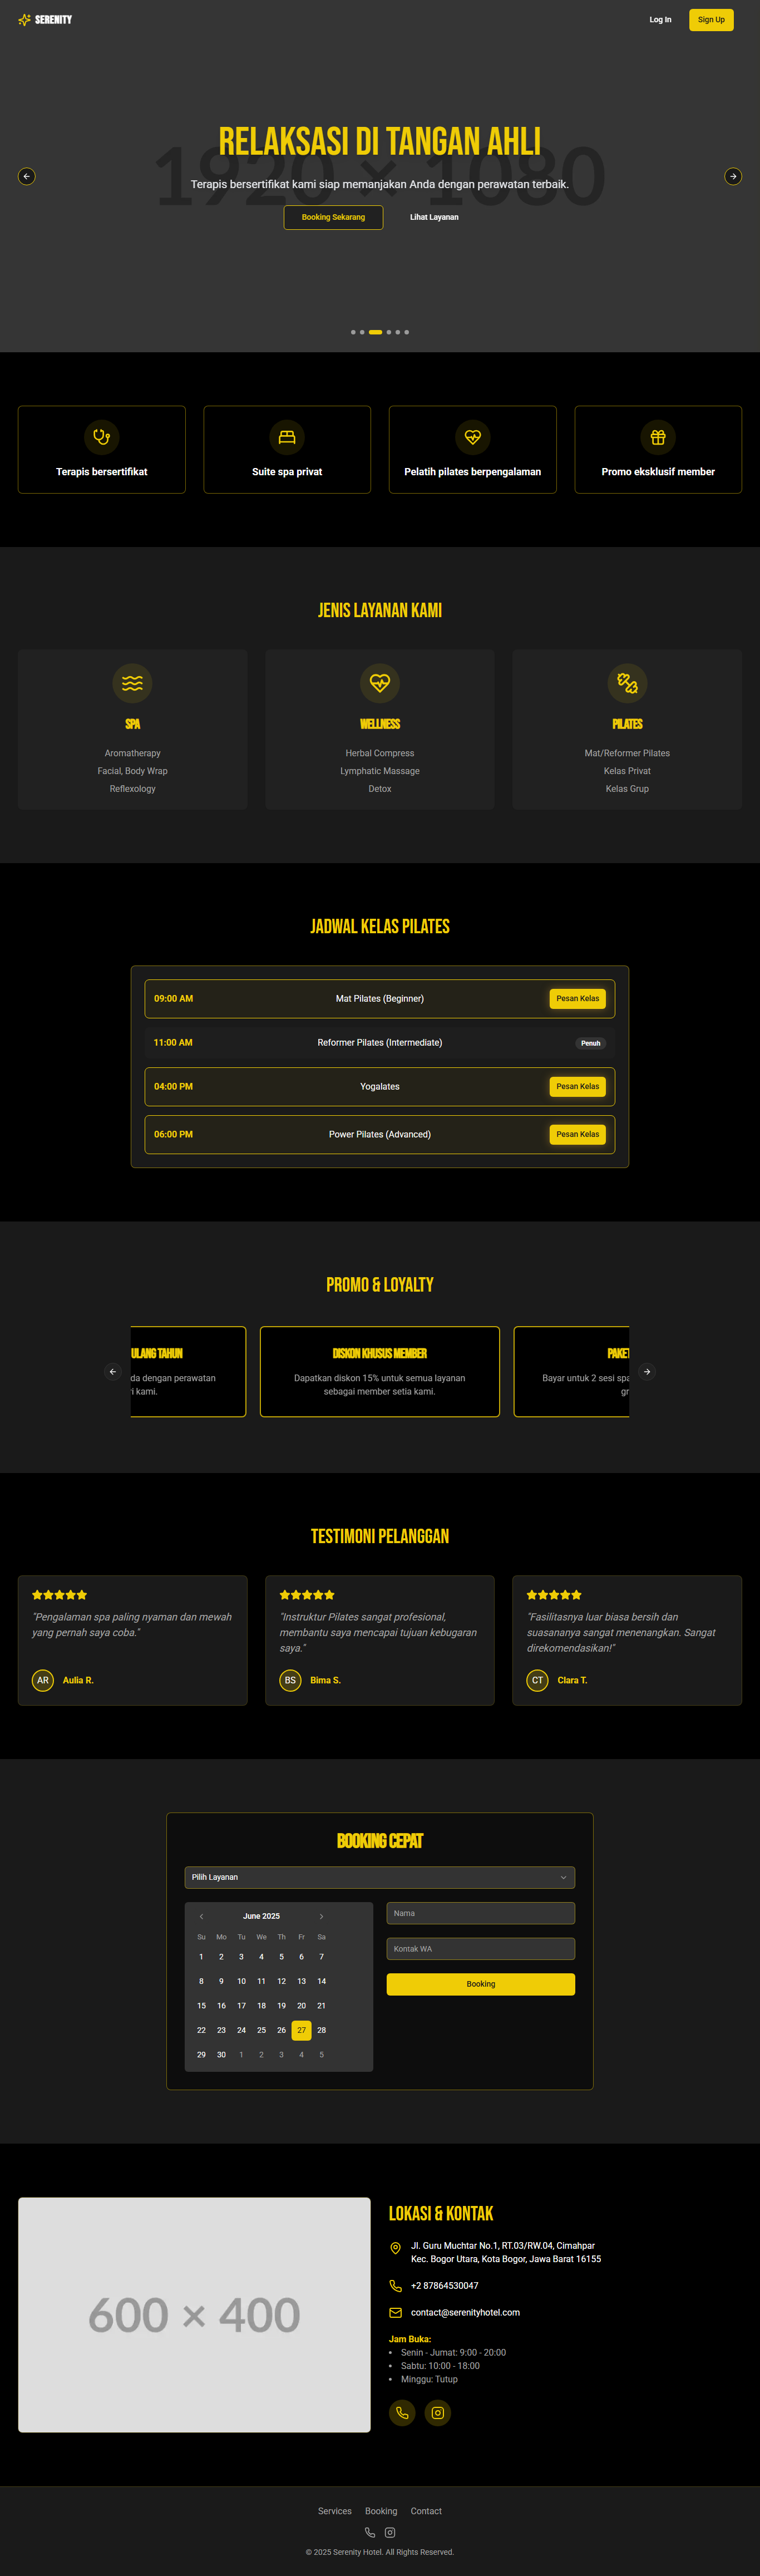 SERENITY
Log In
Sign Up
1920 × 1080
RELAKSASI DI TANGAN AHLI
Terapis bersertifikat kami siap memanjakan Anda dengan perawatan terbaik.
Booking Sekarang
Lihat Layanan
Terapis bersertifikat
Suite spa privat
Pelatih pilates berpengalaman
Promo eksklusif member
JENIS LAYANAN KAMI
SPA
Aromatherapy
Facial, Body Wrap
Reflexology
WELLNESS
Herbal Compress
Lymphatic Massage
Detox
PILATES
Mat/Reformer Pilates
Kelas Privat
Kelas Grup
JADWAL KELAS PILATES
09:00 AM Mat Pilates (Beginner) Pesan Kelas
11:00 AM Reformer Pilates (Intermediate) Penuh
04:00 PM Yogalates Pesan Kelas
06:00 PM Power Pilates (Advanced) Pesan Kelas
PROMO & LOYALTY
ULANG TAHUN
da dengan perawatan
i kami.
DISKON KHUSUS MEMBER
Dapatkan diskon 15% untuk semua layanan
sebagai member setia kami.
PAKET
Bayar untuk 2 sesi spa
gr
TESTIMONI PELANGGAN
"Pengalaman spa paling nyaman dan mewah
yang pernah saya coba."
AR Aulia R.
"Instruktur Pilates sangat profesional,
membantu saya mencapai tujuan kebugaran
saya."
BS Bima S.
"Fasilitasnya luar biasa bersih dan
suasananya sangat menenangkan. Sangat
direkomendasikan!"
CT Clara T.
BOOKING CEPAT
Pilih Layanan
June 2025
Su Mo Tu We Th Fr Sa
1 2 3 4 5 6 7
8 9 10 11 12 13 14
15 16 17 18 19 20 21
22 23 24 25 26 27 28
29 30 1 2 3 4 5
Nama
Kontak WA
Booking
600 × 400
LOKASI & KONTAK
Jl. Guru Muchtar No.1, RT.03/RW.04, Cimahpar
Kec. Bogor Utara, Kota Bogor, Jawa Barat 16155
+2 87864530047
contact@serenityhotel.com
Jam Buka:
• Senin - Jumat: 9:00 - 20:00
• Sabtu: 10:00 - 18:00
• Minggu: Tutup
Services Booking Contact
© 2025 Serenity Hotel. All Rights Reserved.